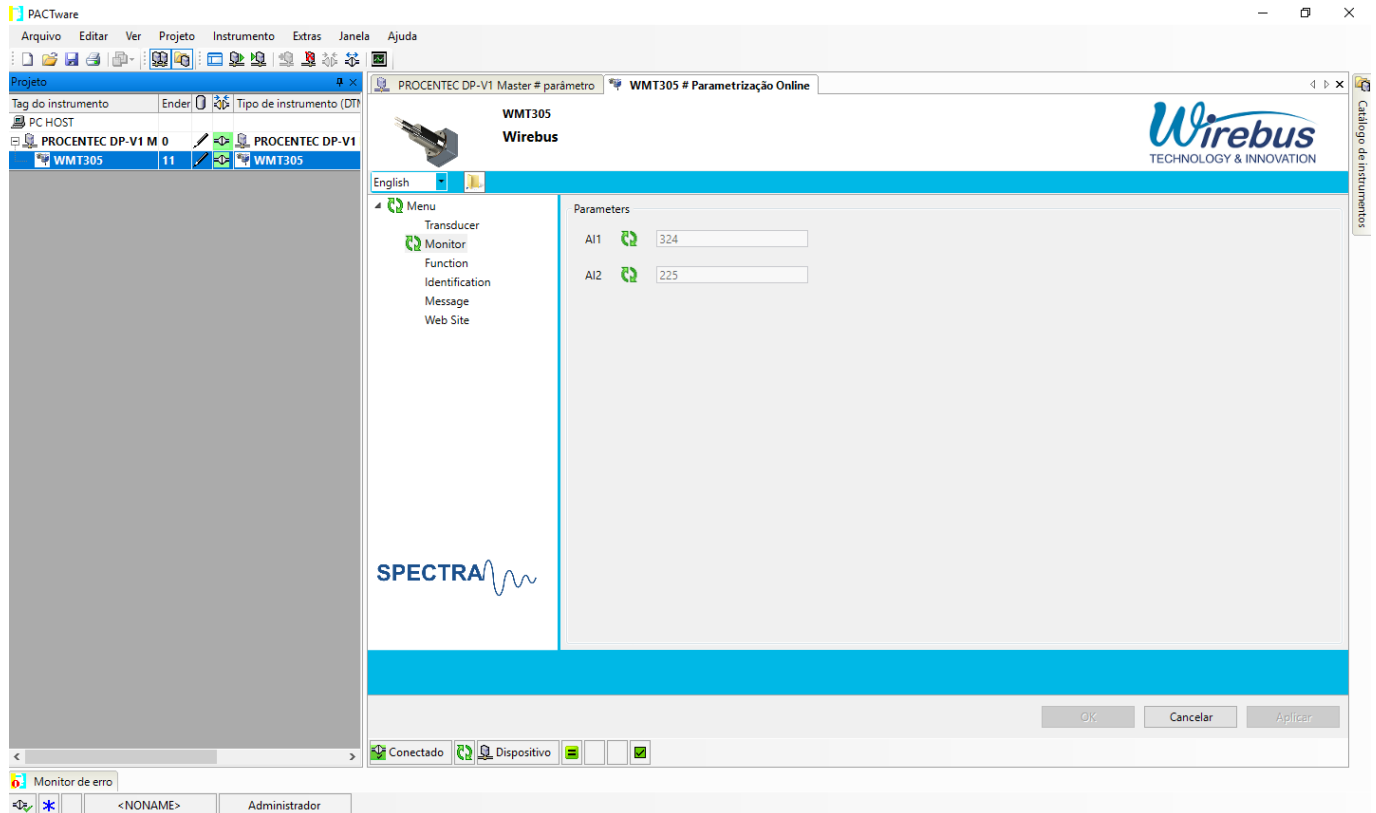 PACTware
Arquivo Editar Ver Projeto Instrumento Extras Janela Ajuda
Projeto
Tag do instrumento Ender Tipo de instrumento (DTM
PC HOST
PROCENTEC DP-V1 M 0 PROCENTEC DP-V1
WMT305 11 WMT305
PROCENTEC DP-V1 Master # parâmetro WMT305 # Parametrização Online
WMT305
Wirebus
Wirebus
TECHNOLOGY & INNOVATION
English
Menu
Transducer
Monitor
Function
Identification
Message
Web Site
SPECTRA
Parameters
AI1 324
AI2 225
OK Cancelar Aplicar
Conectado Dispositivo
Catálogo de instrumentos
Monitor de erro
<NONAME> Administrador